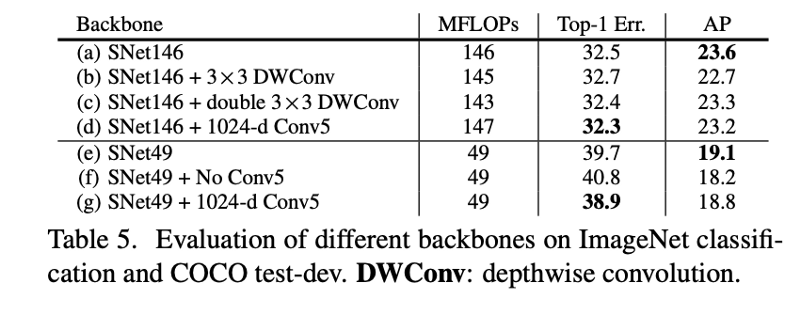 Backbone MFLOPs Top-1 Err. AP
(a) SNet146 146 32.5 23.6
(b) SNet146 + 3×3 DWConv 145 32.7 22.7
(c) SNet146 + double 3×3 DWConv 143 32.4 23.3
(d) SNet146 + 1024-d Conv5 147 32.3 23.2
(e) SNet49 49 39.7 19.1
(f) SNet49 + No Conv5 49 40.8 18.2
(g) SNet49 + 1024-d Conv5 49 38.9 18.8
Table 5. Evaluation of different backbones on ImageNet classifi-
cation and COCO test-dev. DWConv: depthwise convolution.